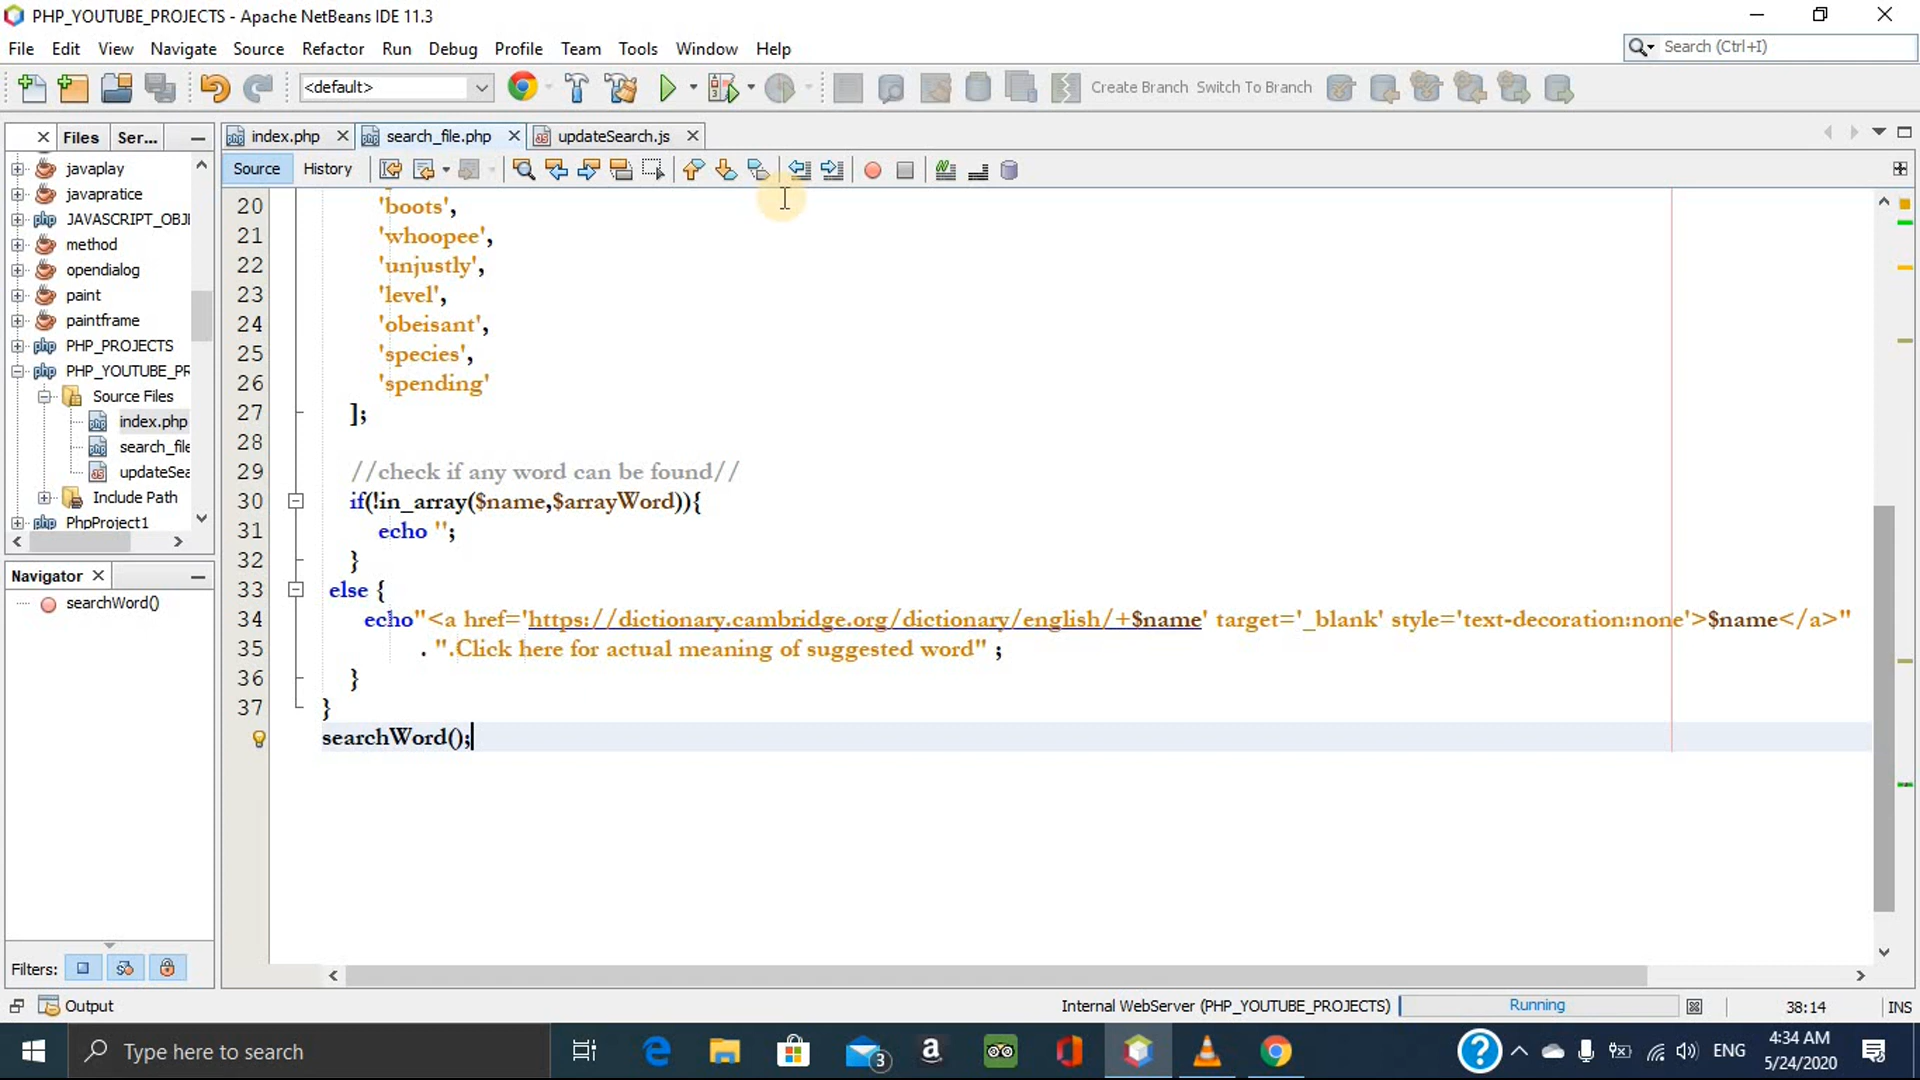 PHP_YOUTUBE_PROJECTS - Apache NetBeans IDE 11.3
File Edit View Navigate Source Refactor Run Debug Profile Team Tools Window Help
Search (Ctrl+I)
<default>
Create Branch Switch To Branch
Files Ser...
index.php search_file.php updateSearch.js
Source History
javaplay
javapratice
php JAVASCRIPT_OBJ
method
opendialog
paint
paintframe
php PHP_PROJECTS
php PHP_YOUTUBE_PR
Source Files
index.php
search_file
updateSea
Include Path
php PhpProject1
Navigator
searchWord()
Filters:
20 'boots',
21 'whoopee',
22 'unjustly',
23 'level',
24 'obeisant',
25 'species',
26 'spending'
27 ];
28
29 //check if any word can be found//
30 if(!in_array($name,$arrayWord)){
31 echo '';
32 }
33 else {
34 echo"<a href='https://dictionary.cambridge.org/dictionary/english/+$name' target='_blank' style='text-decoration:none'>$name</a>"
35 . ".Click here for actual meaning of suggested word" ;
36 }
37 }
searchWord();
Output
Internal WebServer (PHP_YOUTUBE_PROJECTS) Running 38:14 INS
Type here to search
3
ENG
4:34 AM
5/24/2020